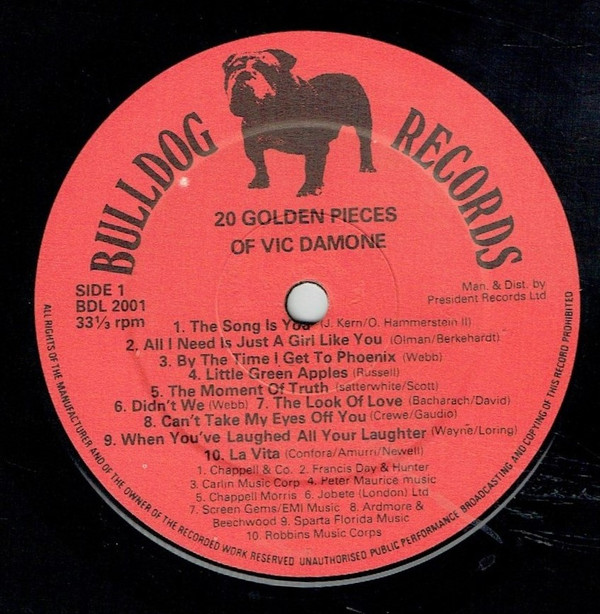 BULLDOG RECORDS
20 GOLDEN PIECES
OF VIC DAMONE
SIDE 1
BDL 2001
33⅓ rpm
Man. & Dist. by
President Records Ltd
1. The Song Is You (J. Kern/O. Hammerstein II)
2. All I Need Is Just A Girl Like You (Olman/Berkehardt)
3. By The Time I Get To Phoenix (Webb)
4. Little Green Apples (Russell)
5. The Moment Of Truth (satterwhite/Scott)
6. Didn't We (Webb) 7. The Look Of Love (Bacharach/David)
8. Can't Take My Eyes Off You (Crewe/Gaudio)
9. When You've Laughed All Your Laughter (Wayne/Loring)
10. La Vita (Confora/Amurri/Newell)
1. Chappell & Co. 2. Francis Day & Hunter
3. Carlin Music Corp 4. Peter Maurice music
5. Chappell Morris 6. Jobete (London) Ltd
7. Screen Gems/EMI Music 8. Ardmore &
Beechwood 9. Sparta Florida Music
10. Robbins Music Corps
ALL RIGHTS OF THE MANUFACTURER AND OF THE OWNER OF THE RECORDED WORK RESERVED UNAUTHORISED PUBLIC PERFORMANCE BROADCASTING AND COPYING OF THIS RECORD PROHIBITED